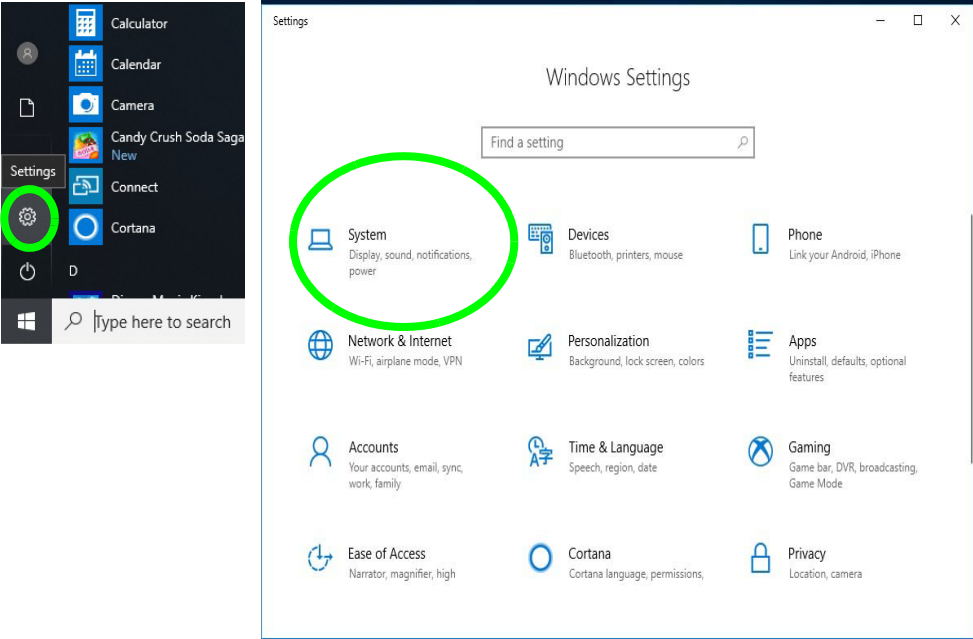 Calculator
Calendar
Camera
Candy Crush Soda Saga
New
Settings
Connect
Cortana
D
Type here to search
Settings
Windows Settings
Find a setting
System
Display, sound, notifications,
power
Devices
Bluetooth, printers, mouse
Phone
Link your Android, iPhone
Network & Internet
Wi-Fi, airplane mode, VPN
Personalization
Background, lock screen, colors
Apps
Uninstall, defaults, optional
features
Accounts
Your accounts, email, sync,
work, family
Time & Language
Speech, region, date
Gaming
Game bar, DVR, broadcasting,
Game Mode
Ease of Access
Narrator, magnifier, high
Cortana
Cortana language, permissions,
Privacy
Location, camera